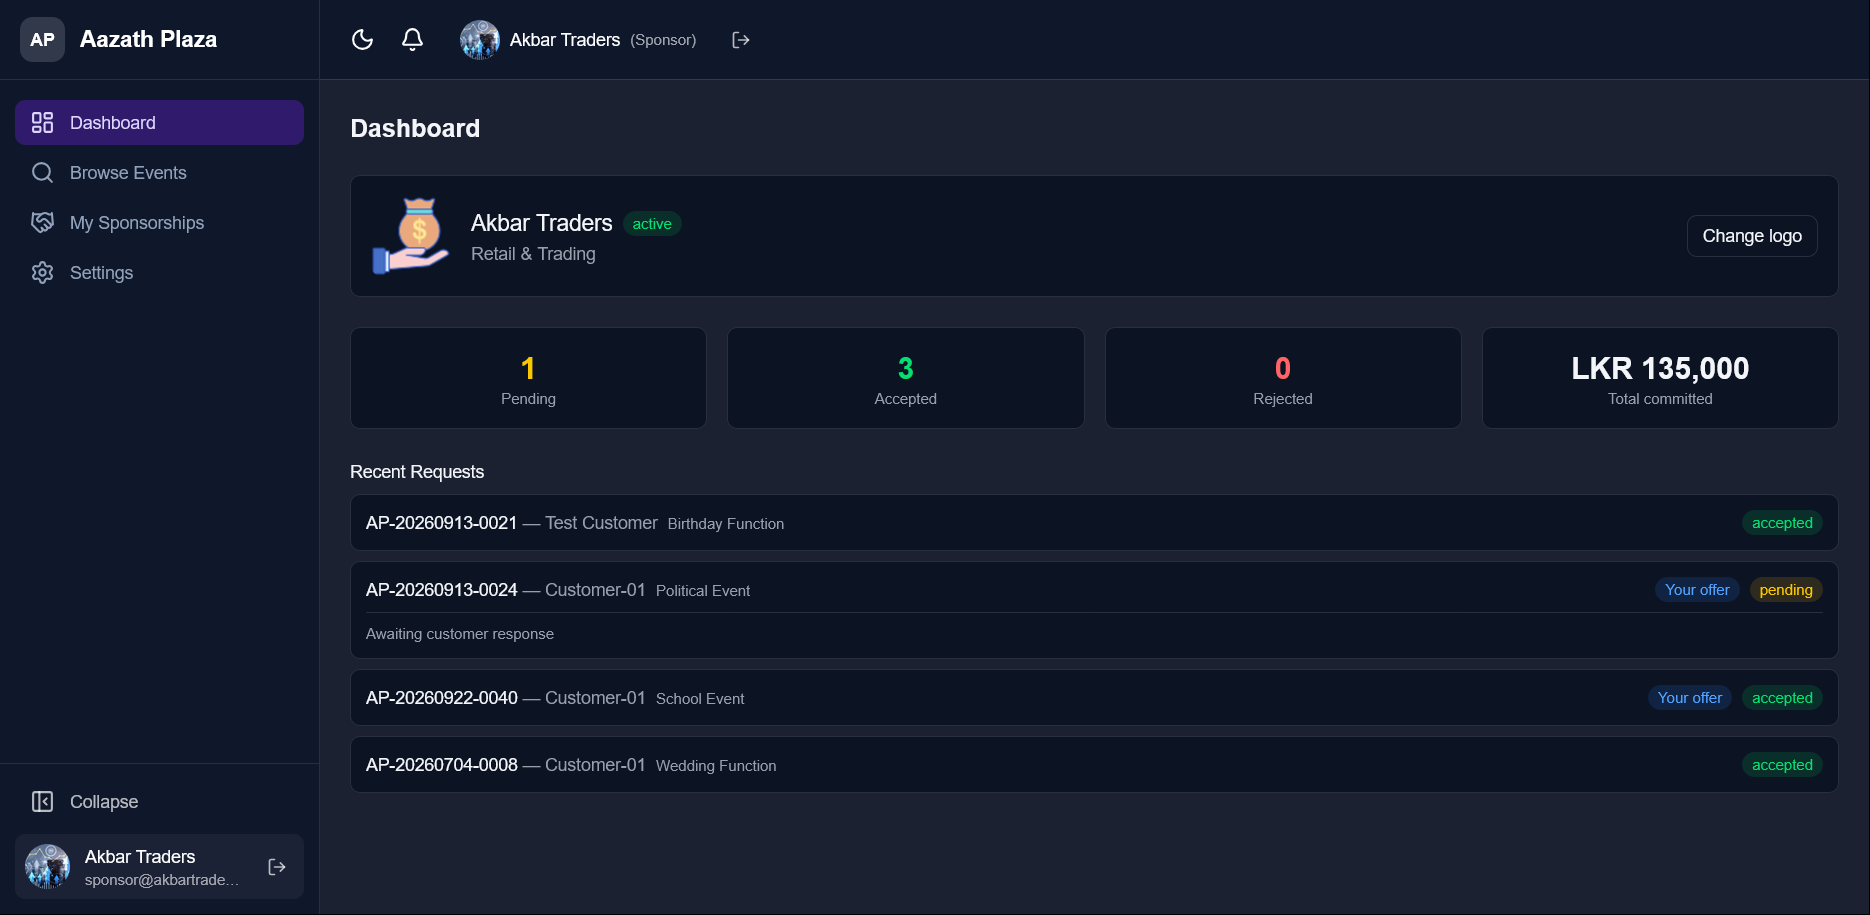 AP Aazath Plaza
Akbar Traders (Sponsor)
Dashboard
Browse Events
My Sponsorships
Settings
Collapse
Akbar Traders
sponsor@akbartrade...
Dashboard
$
Akbar Traders active
Retail & Trading
Change logo
1
Pending
3
Accepted
0
Rejected
LKR 135,000
Total committed
Recent Requests
AP-20260913-0021 — Test Customer Birthday Function accepted
AP-20260913-0024 — Customer-01 Political Event Your offer pending
Awaiting customer response
AP-20260922-0040 — Customer-01 School Event Your offer accepted
AP-20260704-0008 — Customer-01 Wedding Function accepted